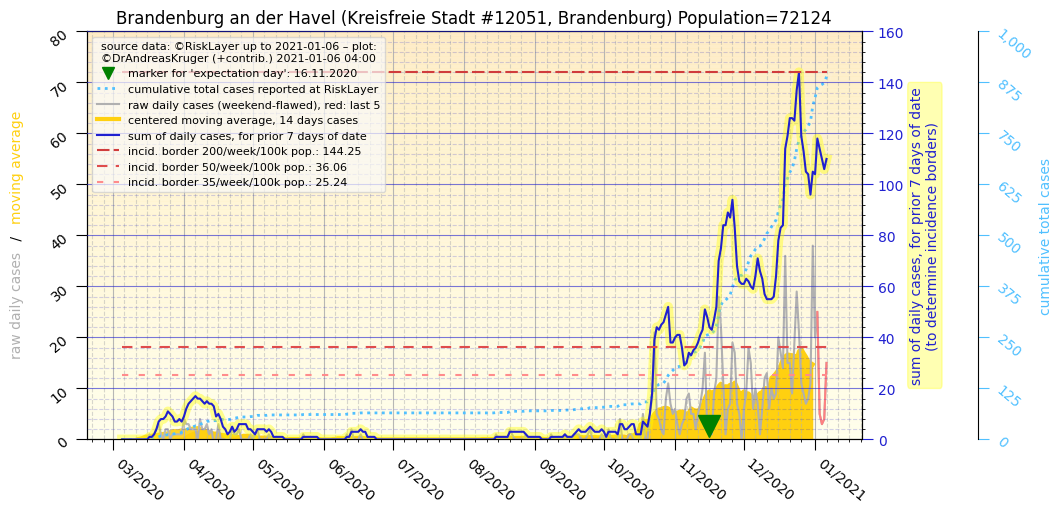 Brandenburg an der Havel (Kreisfreie Stadt #12051, Brandenburg) Population=72124
source data: ©RiskLayer up to 2021-01-06 – plot:
©DrAndreasKruger (+contrib.) 2021-01-06 04:00
marker for 'expectation day': 16.11.2020
cumulative total cases reported at RiskLayer
raw daily cases (weekend-flawed), red: last 5
centered moving average, 14 days cases
sum of daily cases, for prior 7 days of date
incid. border 200/week/100k pop.: 144.25
incid. border 50/week/100k pop.: 36.06
incid. border 35/week/100k pop.: 25.24
raw daily cases / moving average
80
70
60
50
40
30
20
10
0
03/2020
04/2020
05/2020
06/2020
07/2020
08/2020
09/2020
10/2020
11/2020
12/2020
01/2021
160
140
120
100
80
60
40
20
0
sum of daily cases, for prior 7 days of date
(to determine incidence borders)
1,000
875
750
625
500
375
250
125
0
cumulative total cases